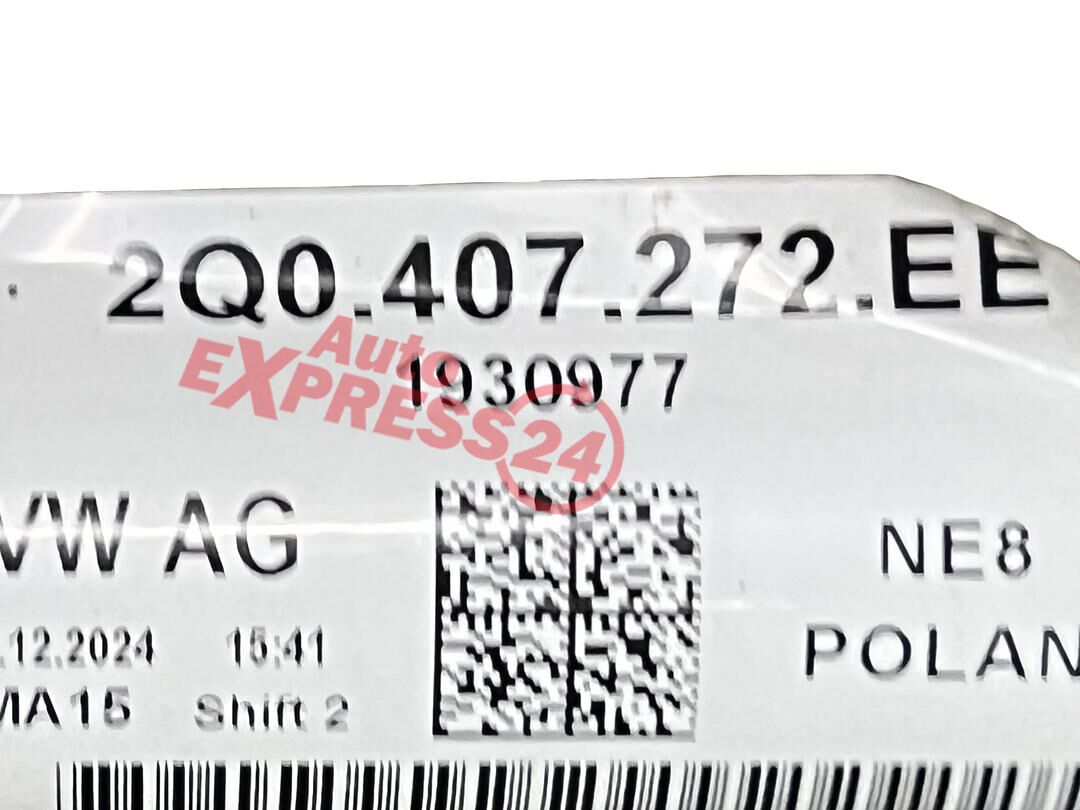 2Q0.407.272.EE
1930977
Auto
EXPRESS24
VW AG
NE8
.12.2024 15:41
POLAN
MA15 Shift 2